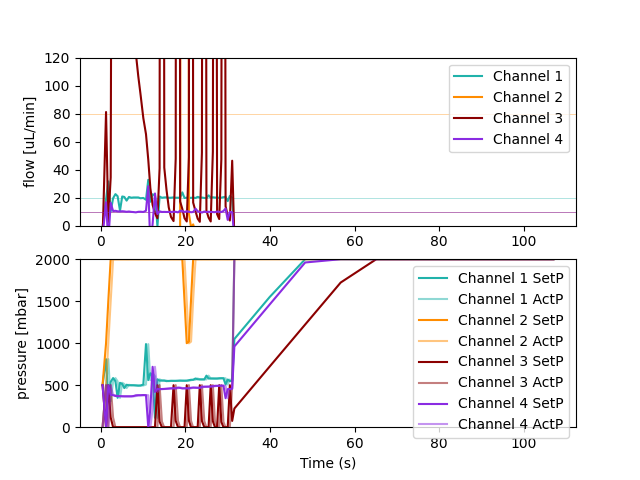 120
100
80
60
40
20
0
flow [uL/min]
Channel 1
Channel 2
Channel 3
Channel 4
0 20 40 60 80 100
2000
1500
1000
500
0
pressure [mbar]
Channel 1 SetP
Channel 1 ActP
Channel 2 SetP
Channel 2 ActP
Channel 3 SetP
Channel 3 ActP
Channel 4 SetP
Channel 4 ActP
0 20 40 60 80 100
Time (s)